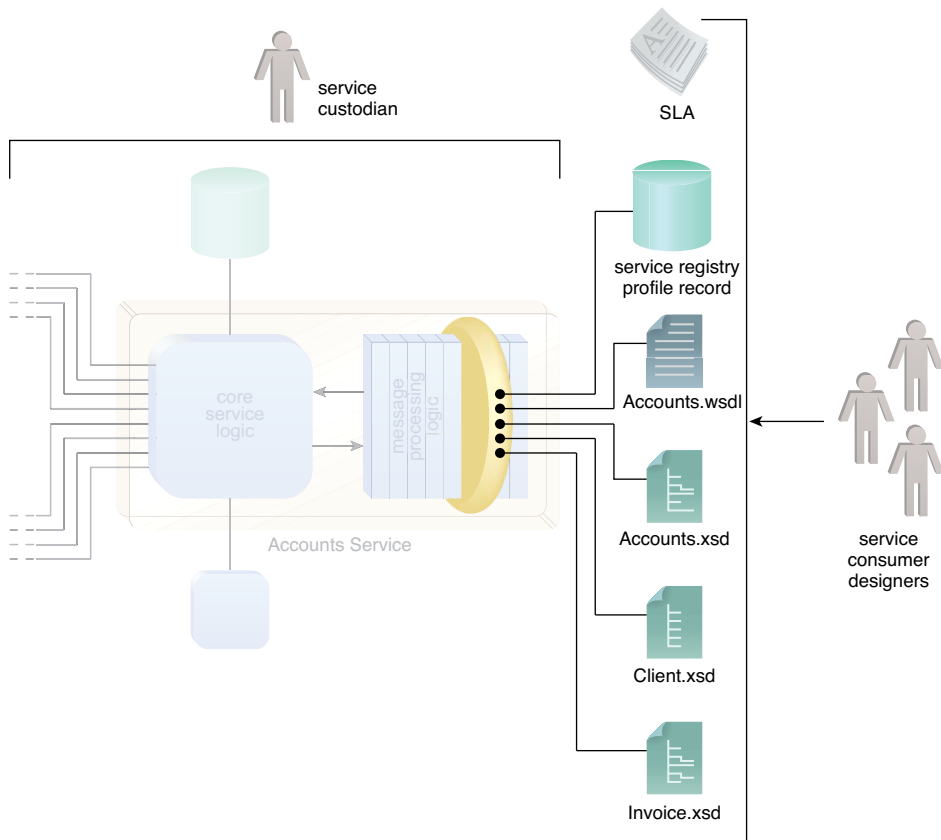 service
custodian
SLA
service registry
profile record
core
service
logic
message
processing
logic
Accounts.wsdl
Accounts Service
Accounts.xsd
service
consumer
designers
Client.xsd
Invoice.xsd